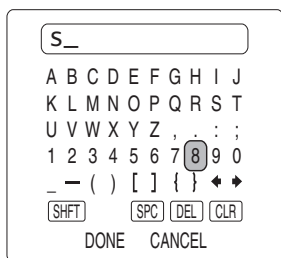 S_
A B C D E F G H I J
K L M N O P Q R S T
U V W X Y Z , . : ;
1 2 3 4 5 6 7 8 9 0
_ – ( ) [ ] { } ← →
SHFT SPC DEL CLR
DONE CANCEL